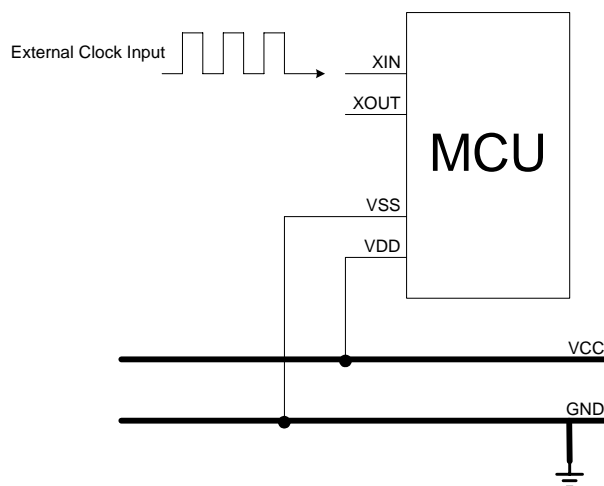 External Clock Input
XIN
XOUT
MCU
VSS
VDD
VCC
GND